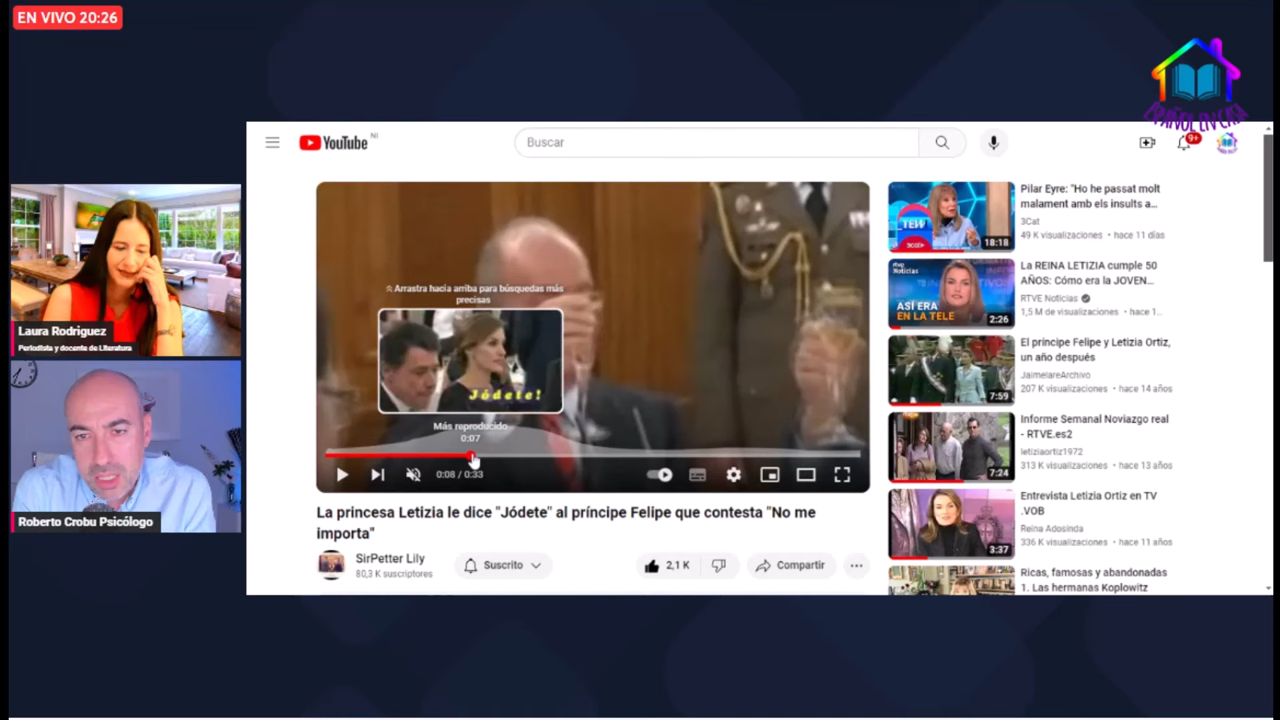 EN VIVO 20:26
Laura Rodriguez
Periodista y docente de Literatura
Roberto Crobu Psicólogo
YouTube NI
Buscar
9+
Arrastra hacia arriba para búsquedas más
precisas
Jódete!
Más reproducido
0:07
0:08 / 0:33
La princesa Letizia le dice "Jódete" al príncipe Felipe que contesta "No me
importa"
SirPetter Lily
80,3 K suscriptores
Suscrito
2,1 K
Compartir
18:18
Pilar Eyre: "Ho he passat molt
malament amb els insults a...
3Cat
49 K visualizaciones • hace 11 días
Noticias
ASÍ ERA
EN LA TELE
2:26
La REINA LETIZIA cumple 50
AÑOS: Cómo era la JOVEN...
RTVE Noticias
1,5 M de visualizaciones • hace 1...
7:59
El príncipe Felipe y Letizia Ortiz,
un año después
JaimelareArchivo
207 K visualizaciones • hace 14 años
7:24
Informe Semanal Noviazgo real
- RTVE.es2
letiziaortiz1972
313 K visualizaciones • hace 13 años
3:37
Entrevista Letizia Ortiz en TV
.VOB
Reina Adosinda
336 K visualizaciones • hace 11 años
Ricas, famosas y abandonadas
1. Las hermanas Koplowitz